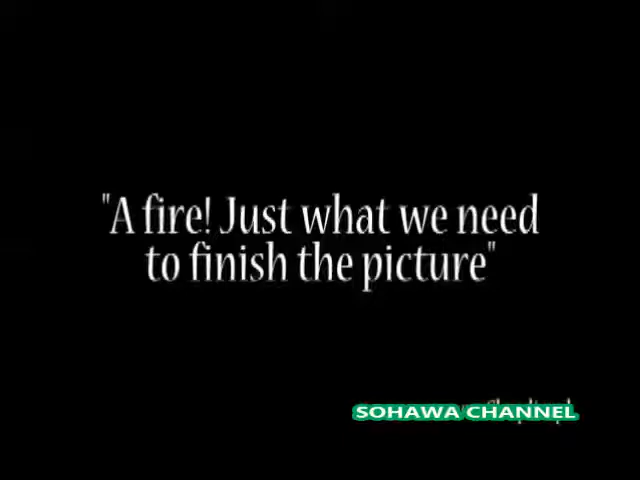 "A fire! Just what we need
to finish the picture"
SOHAWA CHANNEL